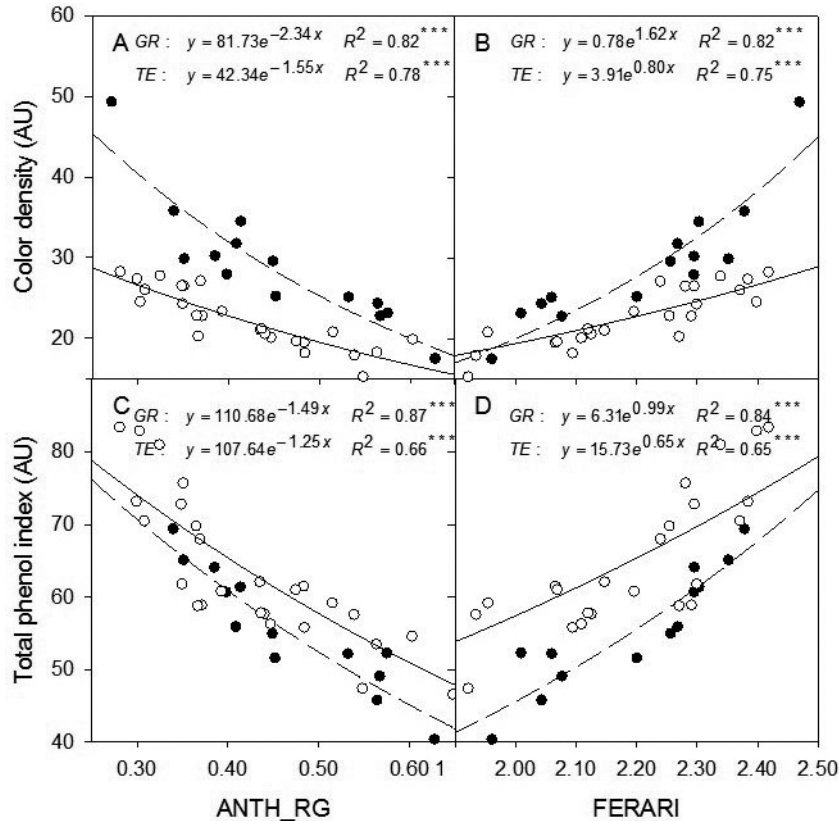 A GR : y = 81.73e^-2.34x R^2 = 0.82***
TE : y = 42.34e^-1.55x R^2 = 0.78***
B GR : y = 0.78e^1.62x R^2 = 0.82***
TE : y = 3.91e^0.80x R^2 = 0.75***
60
50
40
30
20
Color density (AU)
C GR : y = 110.68e^-1.49x R^2 = 0.87***
TE : y = 107.64e^-1.25x R^2 = 0.66***
D GR : y = 6.31e^0.99x R^2 = 0.84***
TE : y = 15.73e^0.65x R^2 = 0.65***
80
70
60
50
40
Total phenol index (AU)
0.30 0.40 0.50 0.60 1 2.00 2.10 2.20 2.30 2.40 2.50
ANTH_RG FERARI